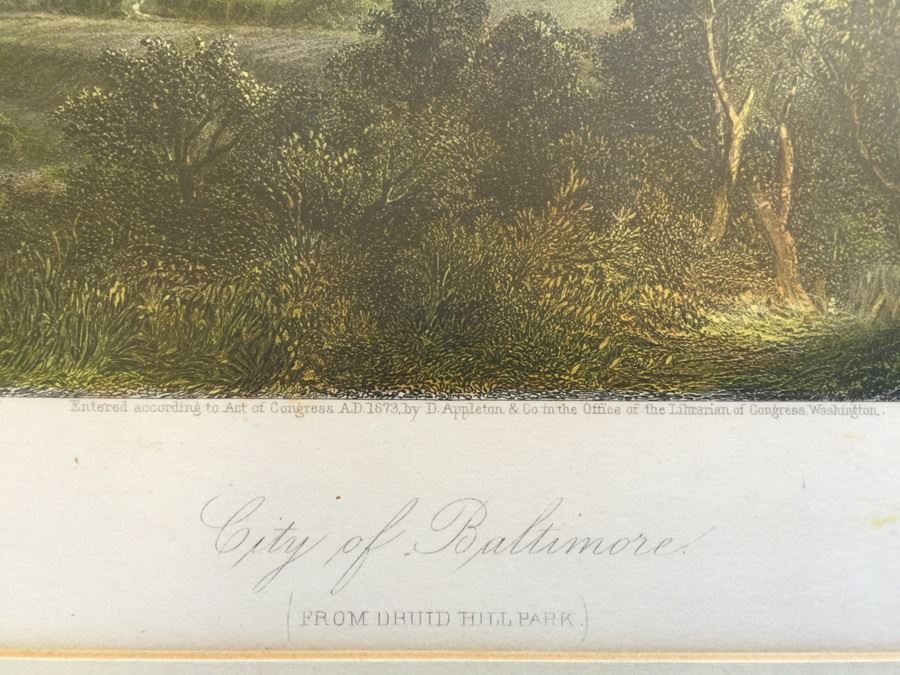 Entered according to Act of Congress A.D. 1873, by D. Appleton & Co. in the Office of the Librarian of Congress, Washington.
City of Baltimore.
(FROM DRUID HILL PARK.)